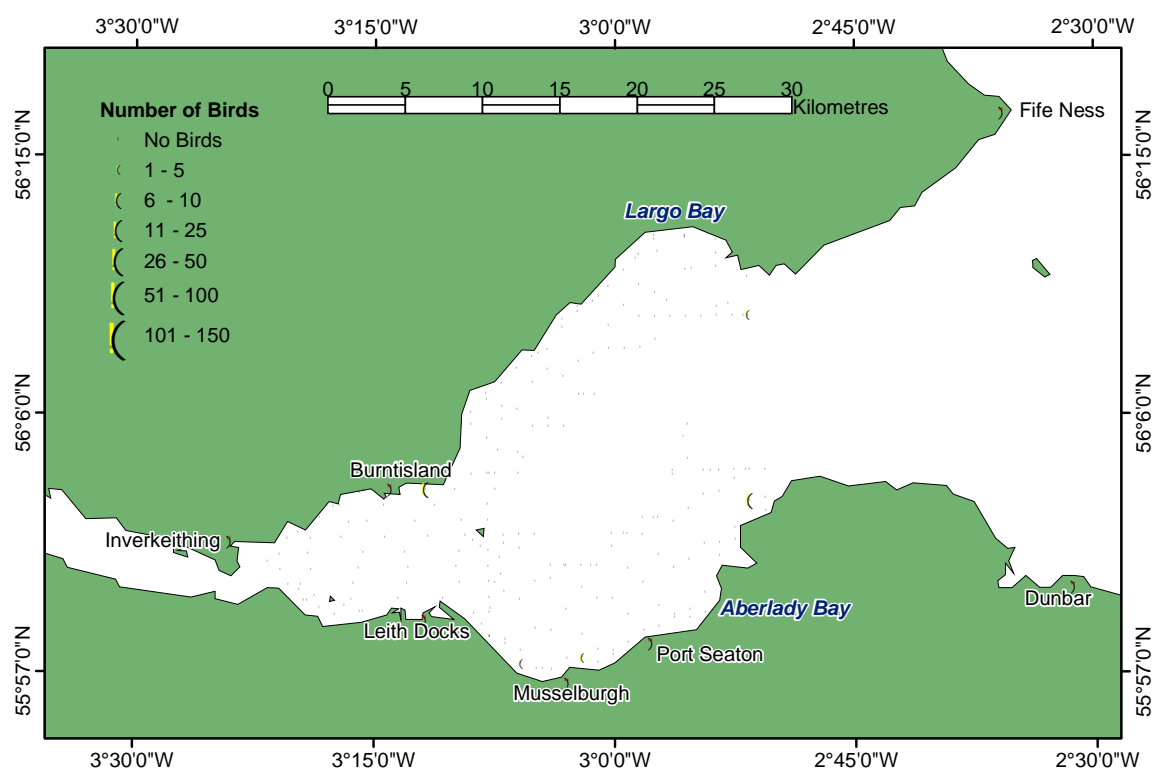 3°30'0"W 3°15'0"W 3°0'0"W 2°45'0"W 2°30'0"W
0 5 10 15 20 25 30
Kilometres
Number of Birds
No Birds
1 - 5
6 - 10
11 - 25
26 - 50
51 - 100
101 - 150
Fife Ness
56°15'0"N 56°15'0"N
Largo Bay
56°6'0"N 56°6'0"N
Burntisland
Inverkeithing
Dunbar
Aberlady Bay
Leith Docks
Port Seaton
55°57'0"N 55°57'0"N
Musselburgh
3°30'0"W 3°15'0"W 3°0'0"W 2°45'0"W 2°30'0"W